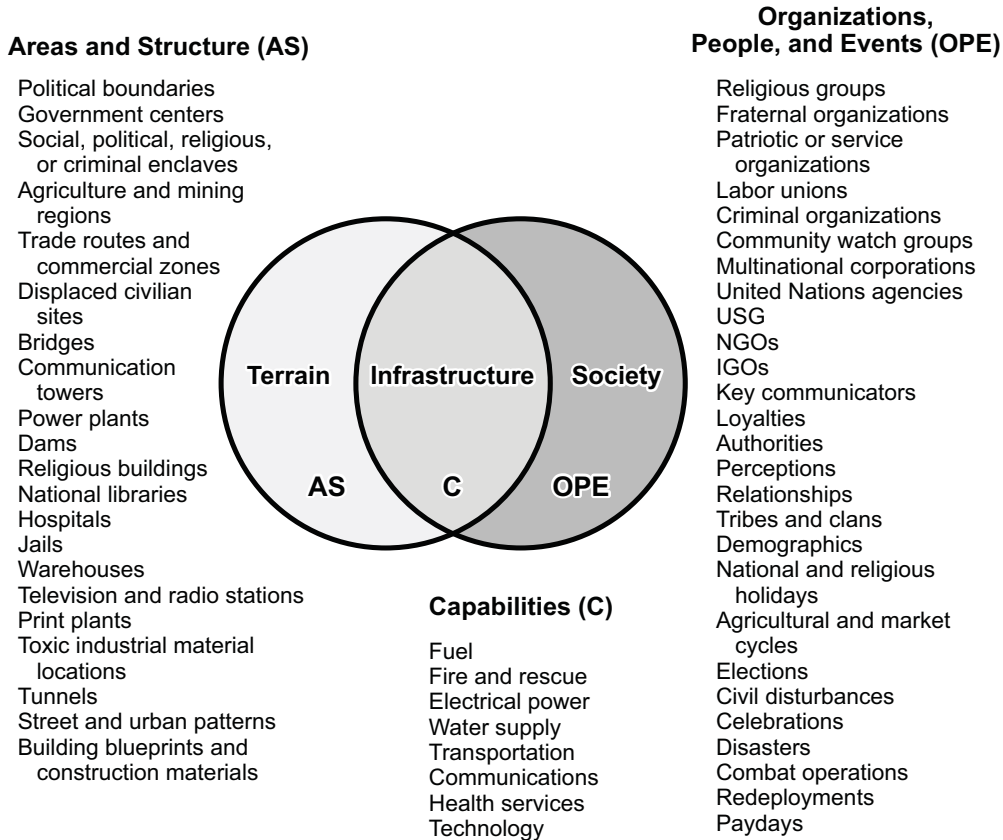 Areas and Structure (AS)
Political boundaries
Government centers
Social, political, religious,
or criminal enclaves
Agriculture and mining
regions
Trade routes and
commercial zones
Displaced civilian
sites
Bridges
Communication
towers
Power plants
Dams
Religious buildings
National libraries
Hospitals
Jails
Warehouses
Television and radio stations
Print plants
Toxic industrial material
locations
Tunnels
Street and urban patterns
Building blueprints and
construction materials
Terrain
Infrastructure
Society
AS
C
OPE
Capabilities (C)
Fuel
Fire and rescue
Electrical power
Water supply
Transportation
Communications
Health services
Technology
Organizations,
People, and Events (OPE)
Religious groups
Fraternal organizations
Patriotic or service
organizations
Labor unions
Criminal organizations
Community watch groups
Multinational corporations
United Nations agencies
USG
NGOs
IGOs
Key communicators
Loyalties
Authorities
Perceptions
Relationships
Tribes and clans
Demographics
National and religious
holidays
Agricultural and market
cycles
Elections
Civil disturbances
Celebrations
Disasters
Combat operations
Redeployments
Paydays